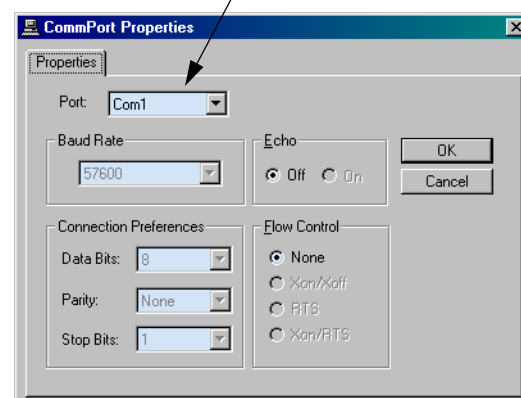 CommPort Properties
Properties
Port: Com1
Baud Rate
57600
Echo
Off On
OK
Cancel
Connection Preferences
Data Bits: 8
Parity: None
Stop Bits: 1
Flow Control
None
Xon/Xoff
RTS
Xon/RTS